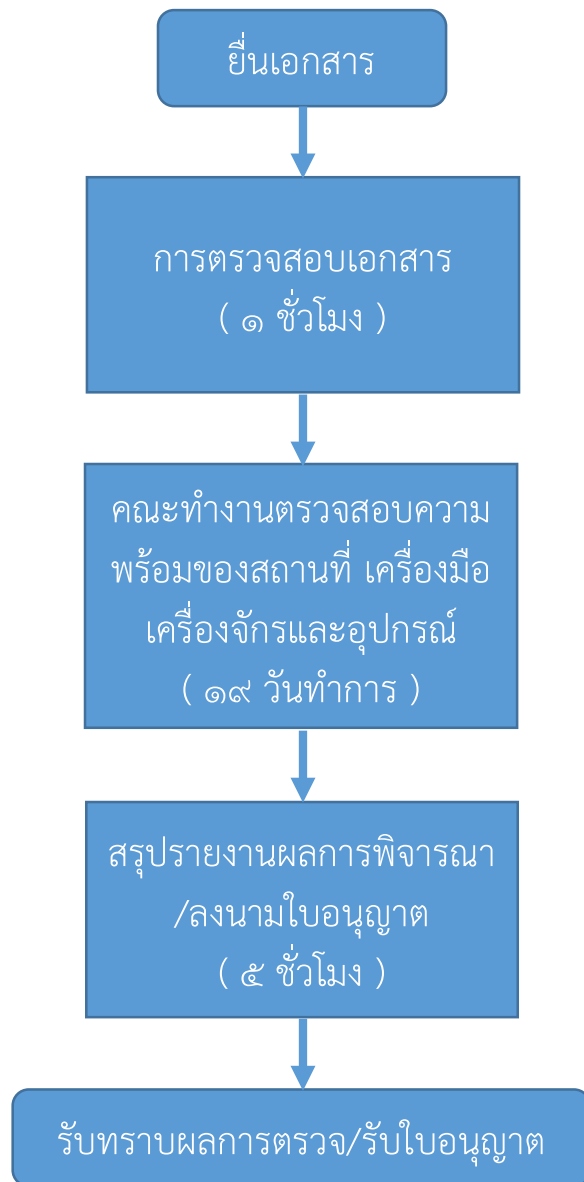 ยื่นเอกสาร
การตรวจสอบเอกสาร
( ๑ ชั่วโมง )
คณะทำงานตรวจสอบความ
พร้อมของสถานที่ เครื่องมือ
เครื่องจักรและอุปกรณ์
( ๑๙ วันทำการ )
สรุปรายงานผลการพิจารณา
/ลงนามใบอนุญาต
( ๕ ชั่วโมง )
รับทราบผลการตรวจ/รับใบอนุญาต